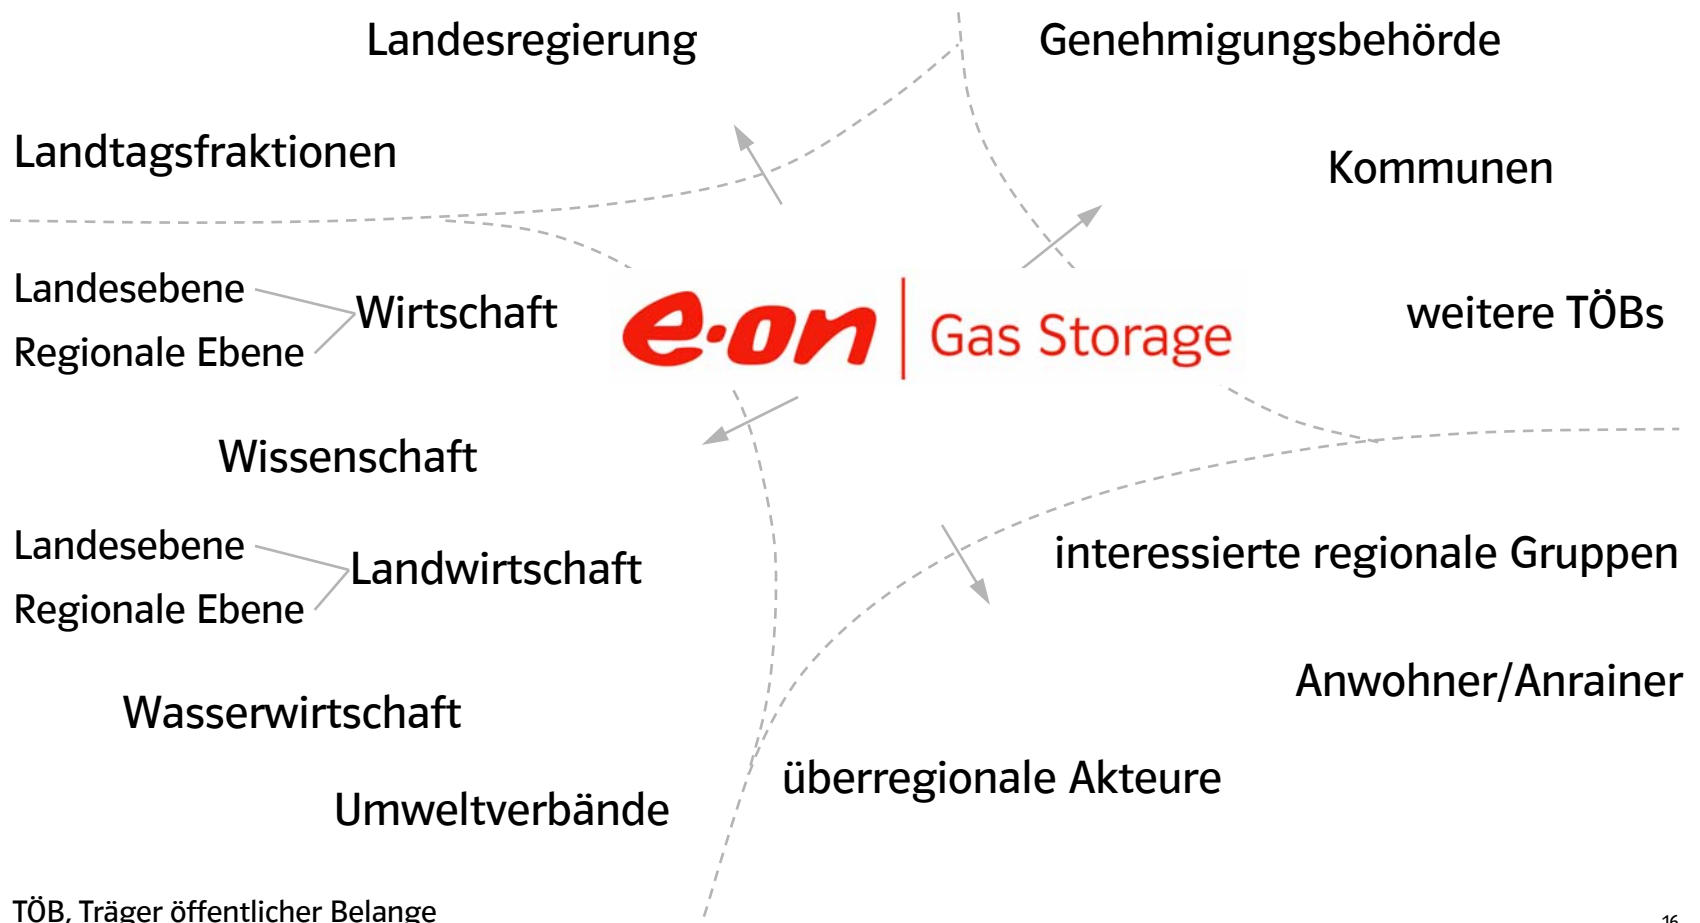 Landesregierung
Genehmigungsbehörde
Landtagsfraktionen
Kommunen
Landesebene
Regionale Ebene
Wirtschaft
e·on | Gas Storage
weitere TÖBs
Wissenschaft
Landesebene
Regionale Ebene
Landwirtschaft
interessierte regionale Gruppen
Wasserwirtschaft
Anwohner/Anrainer
Umweltverbände
überregionale Akteure
TÖB, Träger öffentlicher Belange
16